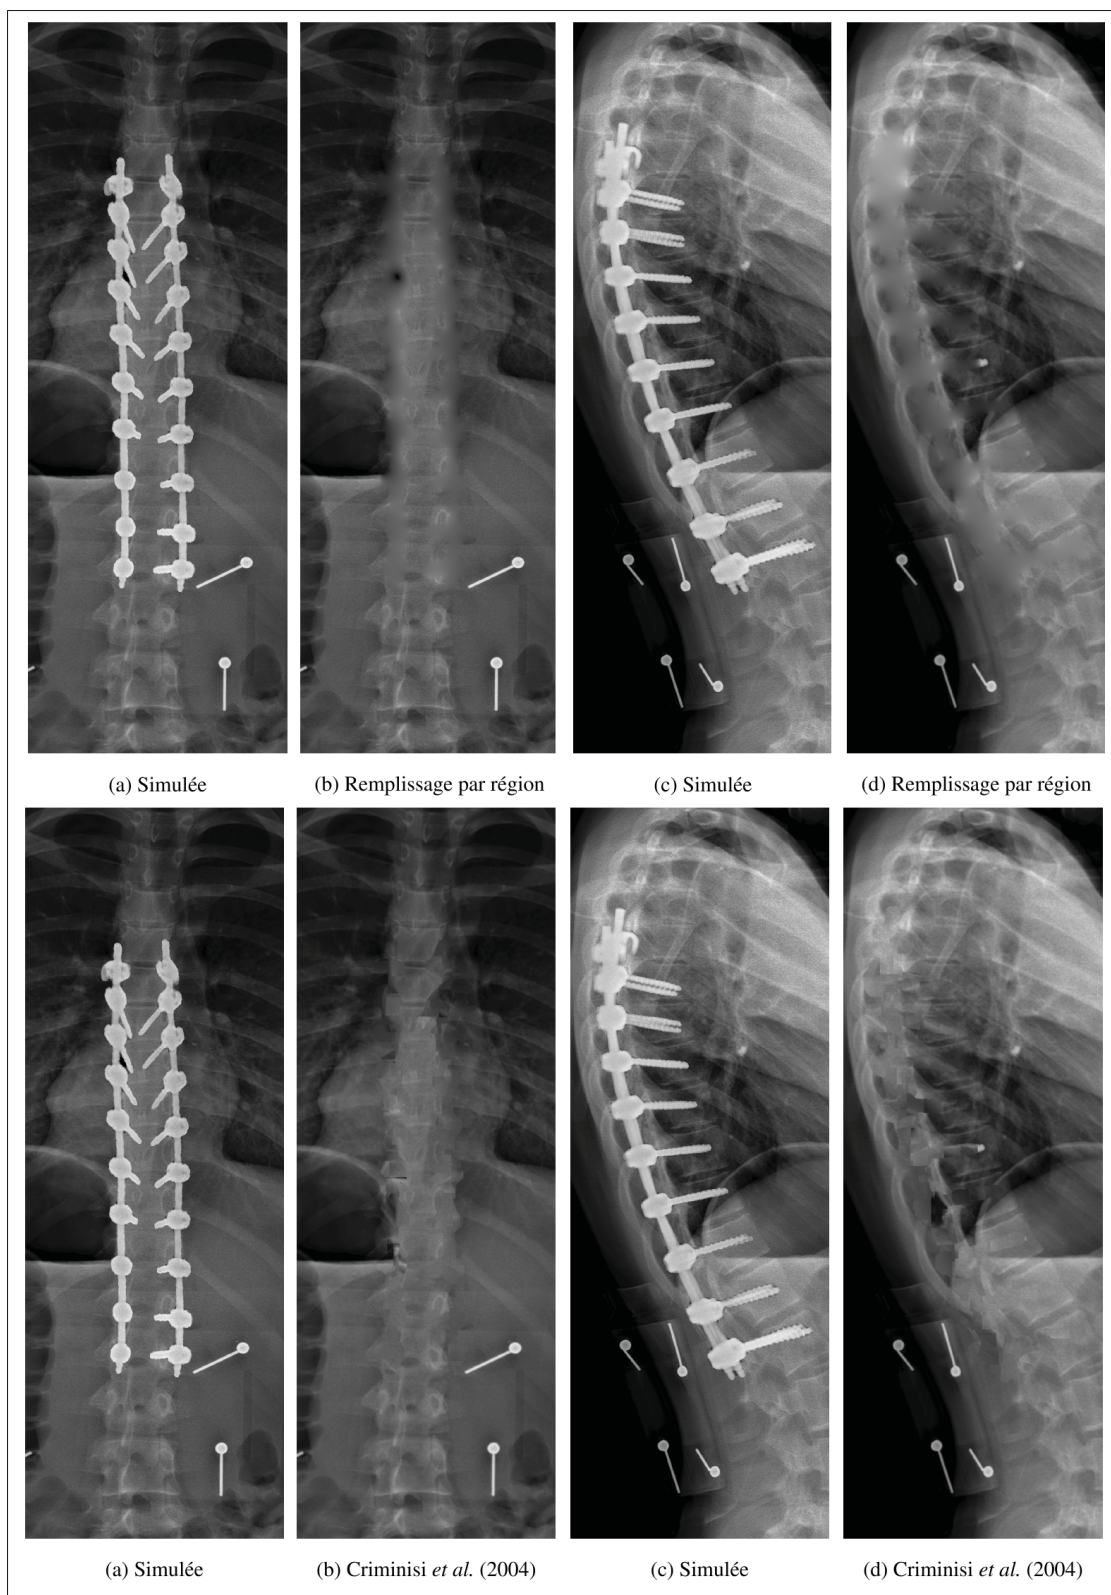 (a) Simulée
(b) Remplissage par région
(c) Simulée
(d) Remplissage par région
(a) Simulée
(b) Criminisi et al. (2004)
(c) Simulée
(d) Criminisi et al. (2004)